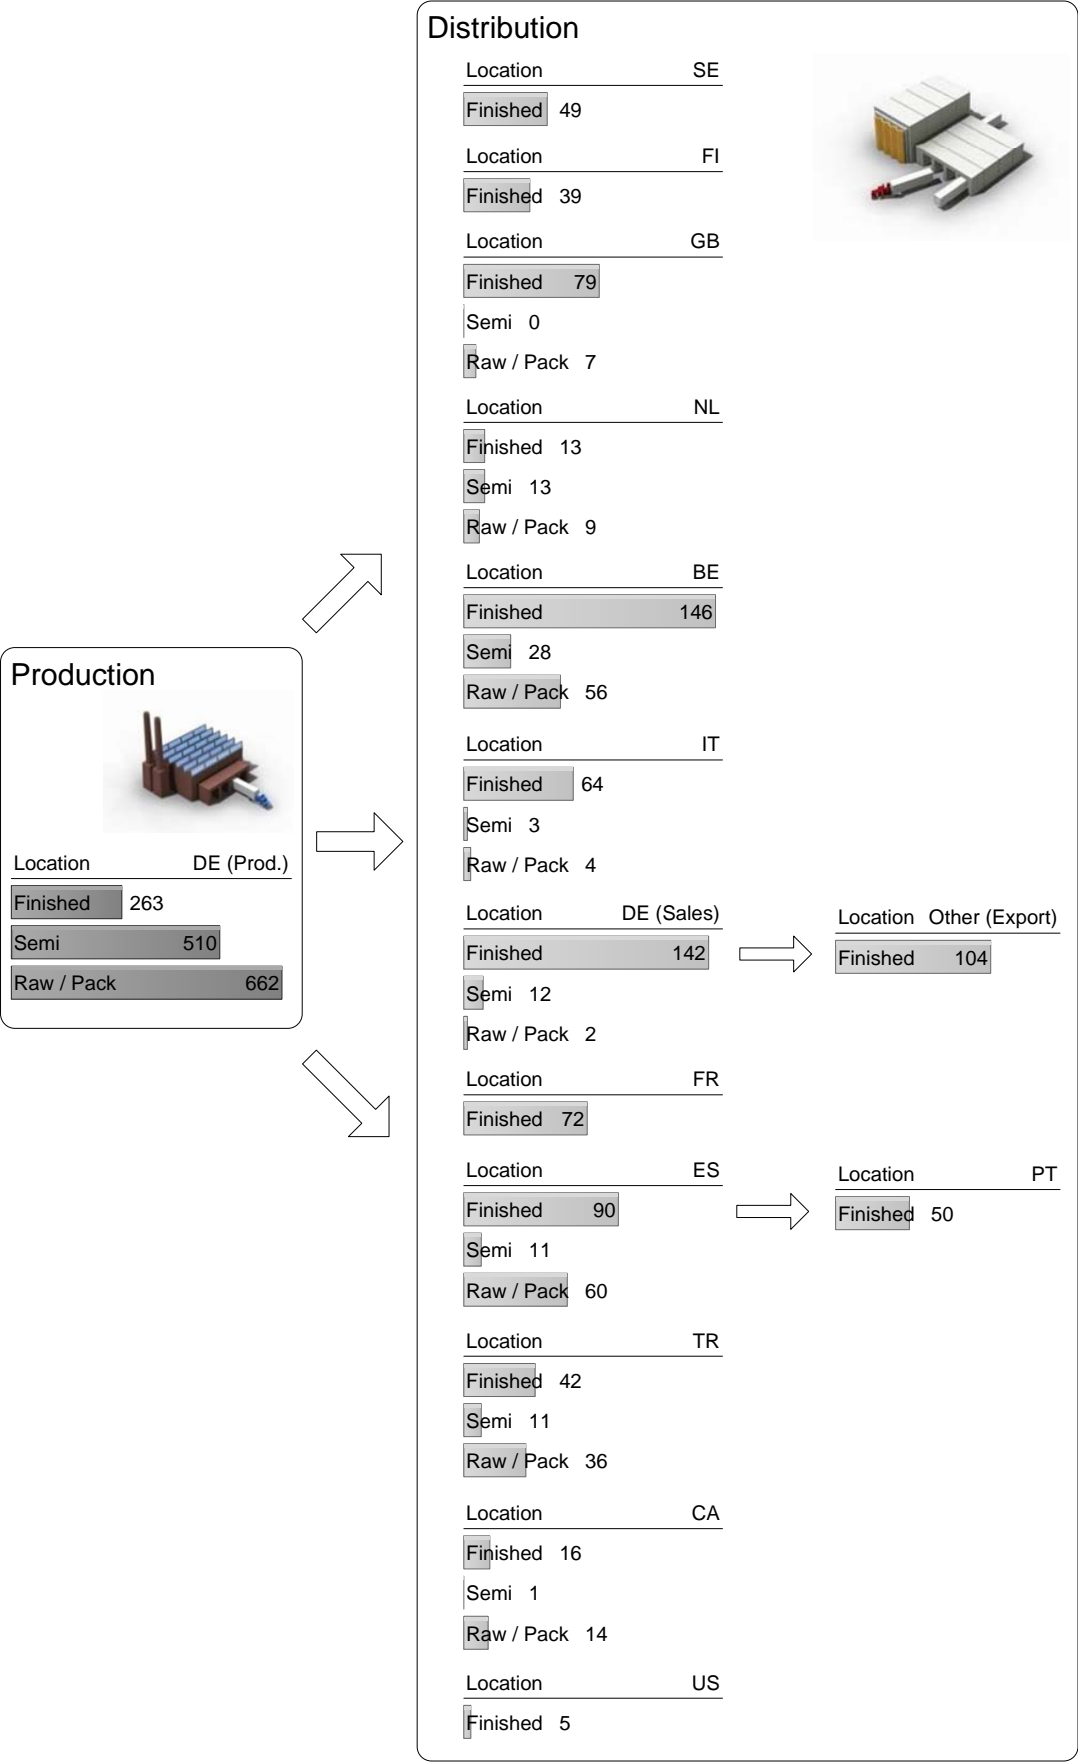 Distribution
Location SE
Finished 49
Location FI
Finished 39
Location GB
Finished 79
Semi 0
Raw / Pack 7
Location NL
Finished 13
Semi 13
Raw / Pack 9
Location BE
Finished 146
Semi 28
Raw / Pack 56
Production
Location IT
Finished 64
Semi 3
Raw / Pack 4
Location DE (Prod.)
Finished 263
Semi 510
Raw / Pack 662
Location DE (Sales)
Finished 142
Semi 12
Raw / Pack 2
Location Other (Export)
Finished 104
Location FR
Finished 72
Location ES
Finished 90
Semi 11
Raw / Pack 60
Location PT
Finished 50
Location TR
Finished 42
Semi 11
Raw / Pack 36
Location CA
Finished 16
Semi 1
Raw / Pack 14
Location US
Finished 5